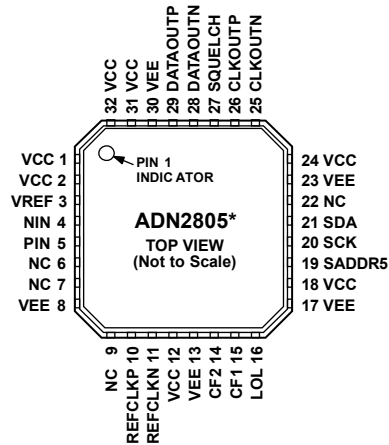 32 VCC
31 VCC
30 VEE
29 DATAOUTP
28 DATAOUTN
27 SQUELCH
26 CLKOUTP
25 CLKOUTN
VCC 1
VCC 2
VREF 3
NIN 4
PIN 5
NC 6
NC 7
VEE 8
PIN 1
INDICATOR
ADN2805*
TOP VIEW
(Not to Scale)
24 VCC
23 VEE
22 NC
21 SDA
20 SCK
19 SADDR5
18 VCC
17 VEE
NC 9
REFCLKP 10
REFCLKN 11
VCC 12
VEE 13
CF2 14
CF1 15
LOL 16